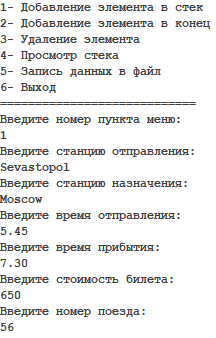 1- Добавление элемента в стек
2- Добавление элемента в конец
3- Удаление элемента
4- Просмотр стека
5- Запись данных в файл
6- Выход
============================
Введите номер пункта меню:
1
Введите станцию отправления:
Sevastopol
Введите станцию назначения:
Moscow
Введите время отправления:
5.45
Введите время прибытия:
7.30
Введите стоимость билета:
650
Введите номер поезда:
56